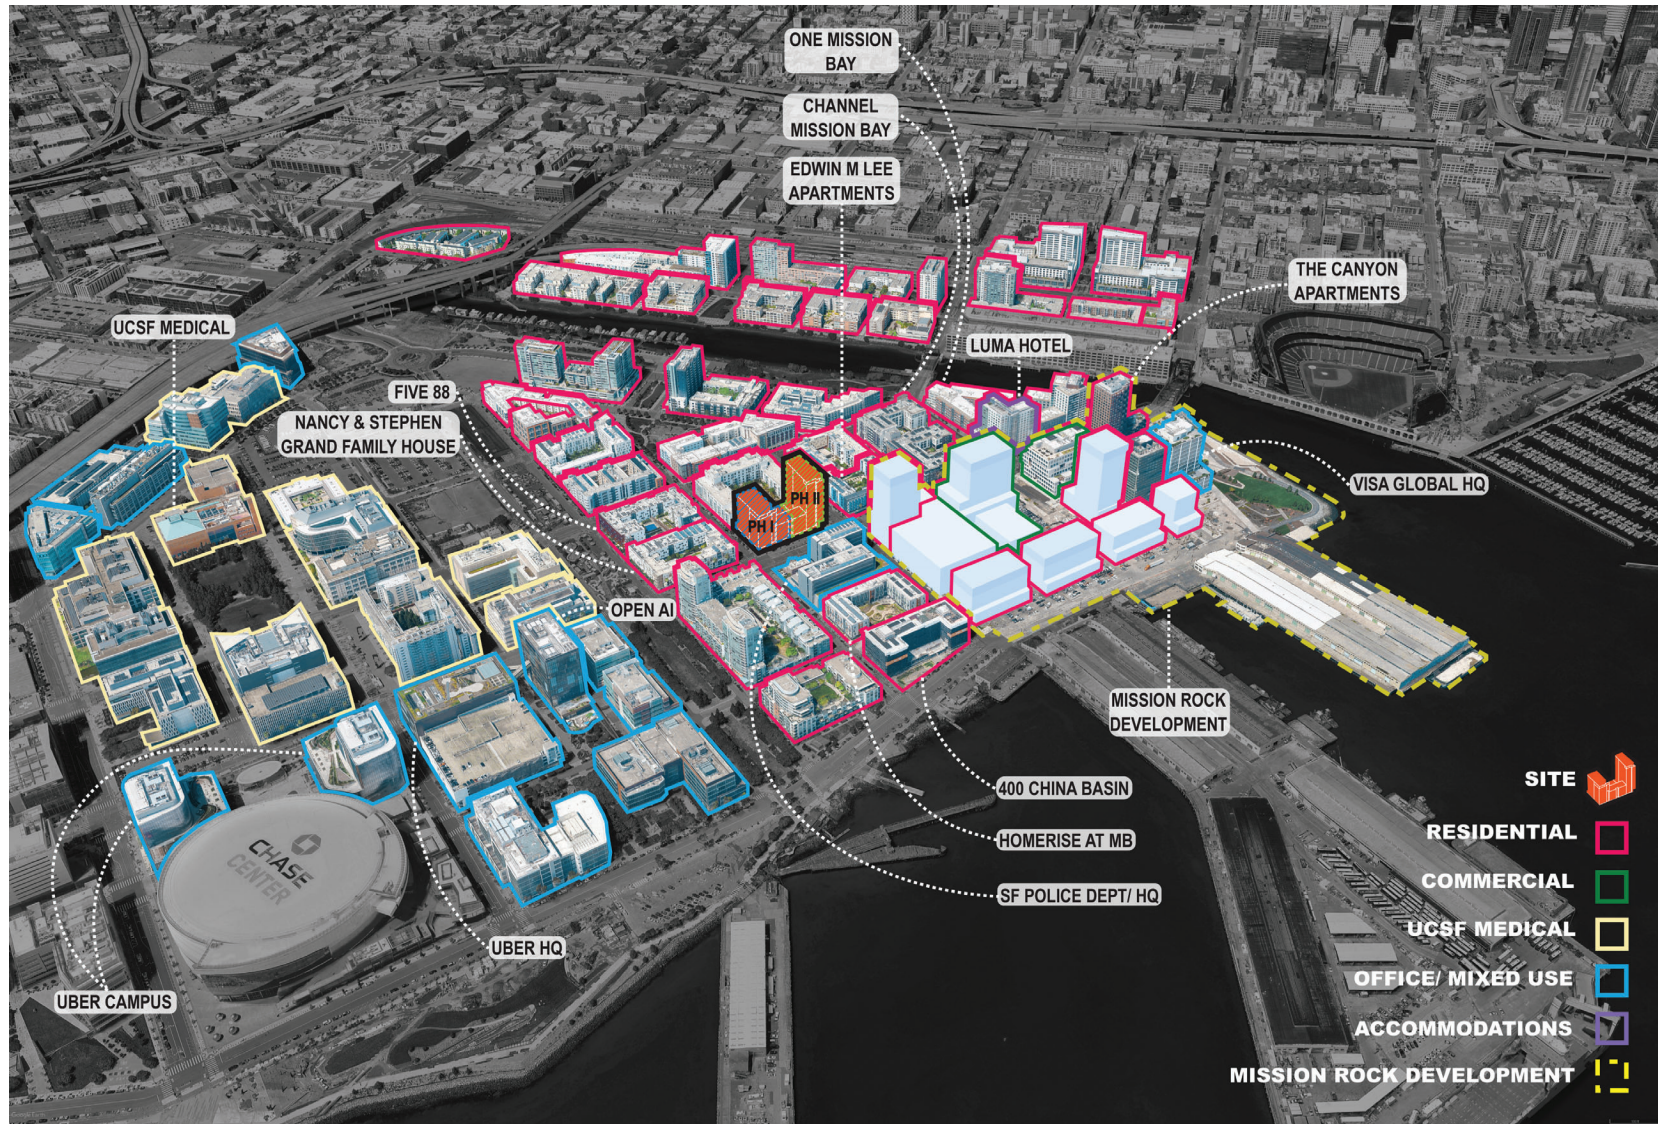 ONE MISSION
BAY
CHANNEL
MISSION BAY
EDWIN M LEE
APARTMENTS
THE CANYON
APARTMENTS
UCSF MEDICAL
LUMA HOTEL
FIVE 88
NANCY & STEPHEN
GRAND FAMILY HOUSE
VISA GLOBAL HQ
PH II
PH I
OPEN AI
MISSION ROCK
DEVELOPMENT
400 CHINA BASIN
HOMERISE AT MB
SF POLICE DEPT/ HQ
CHASE
CENTER
UBER HQ
UBER CAMPUS
SITE
RESIDENTIAL
COMMERCIAL
UCSF MEDICAL
OFFICE/ MIXED USE
ACCOMMODATIONS
MISSION ROCK DEVELOPMENT